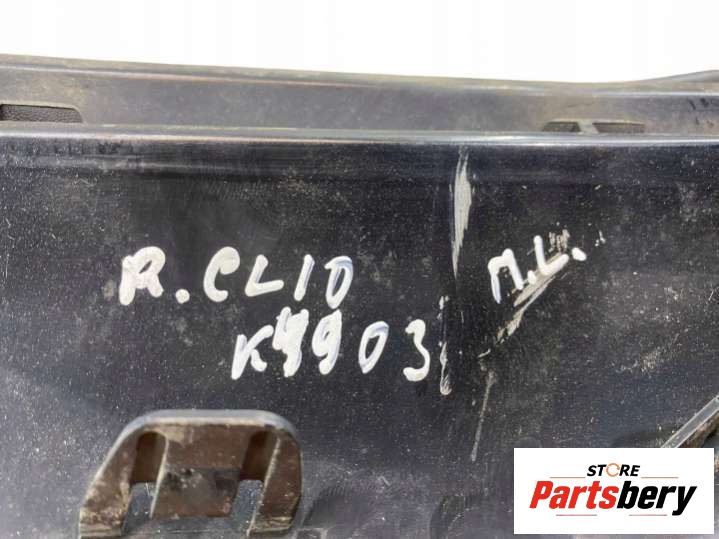 R. CLIO
K4903
M.L.
STORE
Partsbery